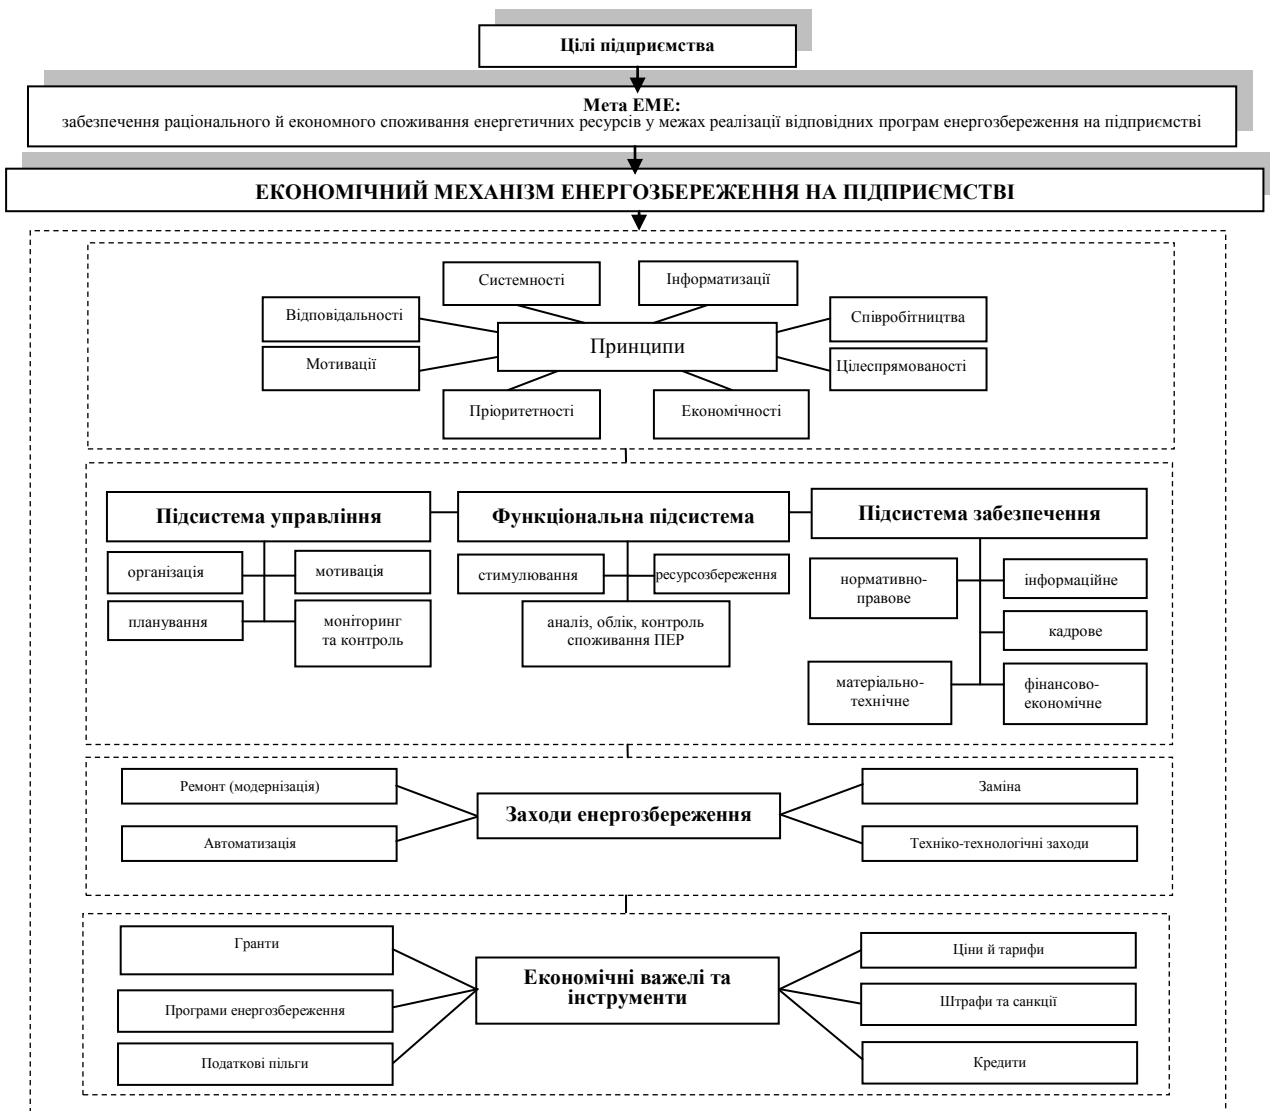 Цілі підприємства
Мета ЕМЕ:
забезпечення раціонального й економного споживання енергетичних ресурсів у межах реалізації відповідних програм енергозбереження на підприємстві
ЕКОНОМІЧНИЙ МЕХАНІЗМ ЕНЕРГОЗБЕРЕЖЕННЯ НА ПІДПРИЄМСТВІ
Системності
Інформатизації
Відповідальності
Співробітництва
Принципи
Мотивації
Цілеспрямованості
Пріоритетності
Економічності
Підсистема управління
Функціональна підсистема
Підсистема забезпечення
організація
мотивація
планування
моніторинг
та контроль
стимулювання
ресурсозбереження
аналіз, облік, контроль
споживання ПЕР
нормативно-
правове
інформаційне
кадрове
матеріально-
технічне
фінансово-
економічне
Ремонт (модернізація)
Заміна
Заходи енергозбереження
Автоматизація
Техніко-технологічні заходи
Гранти
Ціни й тарифи
Економічні важелі та
інструменти
Програми енергозбереження
Штрафи та санкції
Податкові пільги
Кредити